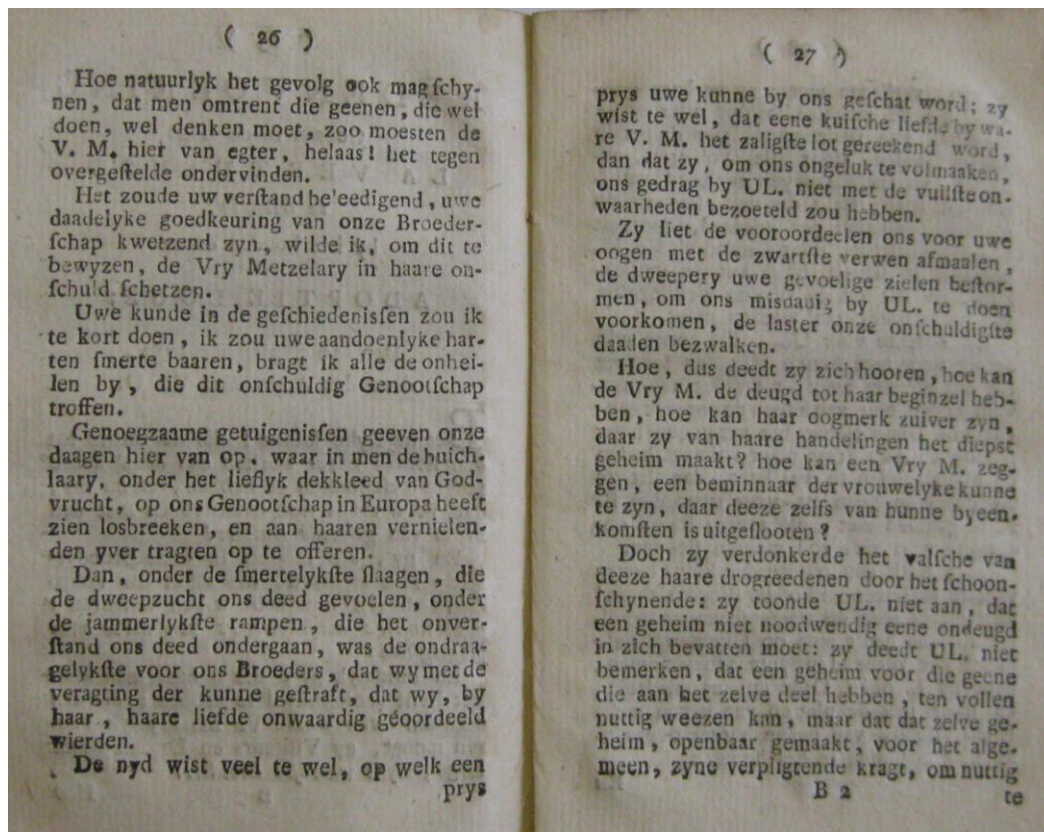 ( 26 )
Hoe natuurlyk het gevolg ook mag ſchy-
nen, dat men omtrent die geenen, die wel
doen, wel denken moet, zoo moesten de
V. M. hier van egter, helaas! het tegen
overgeſtelde ondervinden.
Het zoude uw verſtand be'eedigend, uwe
daadelyke goedkeuring van onze Broeder-
ſchap kwetzend zyn, wilde ik, om dit te
bewyzen, de Vry Metzelary in haare on-
ſchuld ſchetzen.
Uwe kunde in de geſchiedenisſen zou ik
te kort doen, ik zou uwe aandoenlyke har-
ten ſmerte baaren, bragt ik alle de onhei-
len by, die dit onſchuldig Genootſchap
troffen.
Genoegzaame getuigenisſen geeven onze
daagen hier van op, waar in men de huich-
laary, onder het lieflyk dekkleed van God-
vrucht, op ons Genootſchap in Europa heeft
zien losbreeken, en aan haaren vernielen-
den yver tragten op te offeren.
Dan, onder de ſmertelykſte ſlaagen, die
de dweepzucht ons deed gevoelen, onder
de jammerlykſte rampen, die het onver-
ſtand ons deed ondergaan, was de ondraa-
gelykſte voor ons Broeders, dat wy met de
veragting der kunne geſtraft, dat wy, by
haar, haare liefde onwaardig geoordeeld
wierden.
De nyd wist veel te wel, op welk een
prys
( 27 )
prys uwe kunne by ons geſchat word; zy
wist te wel, dat eene kuiſche liefde by wa-
re V. M. het zaligſte lot gereekend word,
dan dat zy, om ons ongeluk te volmaaken,
ons gedrag by UL. niet met de vuilſte on-
waarheden bezoeteld zou hebben.
Zy liet de vooroordeelen ons voor uwe
oogen met de zwartſte verwen afmaalen,
de dweepery uwe gevoelige zielen beſtor-
men, om ons misdadig by UL. te doen
voorkomen, de laster onze onſchuldigſte
daaden bezwalken.
Hoe, dus deedt zy zich hooren, hoe kan
de Vry M. de deugd tot haar beginzel heb-
ben, hoe kan haar oogmerk zuiver zyn,
daar zy van haare handelingen het diepst
geheim maakt? hoe kan een Vry M. zeg-
gen, een beminnaar der vrouwelyke kunne
te zyn, daar deeze zelfs van hunne byeen-
komſten is uitgeſlooten?
Doch zy verdonkerde het valſche van
deeze haare drogreedenen door het ſchoon-
ſchynende: zy toonde UL. niet aan, dat
een geheim niet noodwendig eene ondeugd
in zich bevatten moet: zy deedt UL. niet
bemerken, dat een geheim voor die geene
die aan het zelve deel hebben, ten vollen
nuttig weezen kan, maar dat dat zelve ge-
heim, openbaar gemaakt, voor het alge-
meen, zyne verpligtende kragt, om nuttig
B 2
te